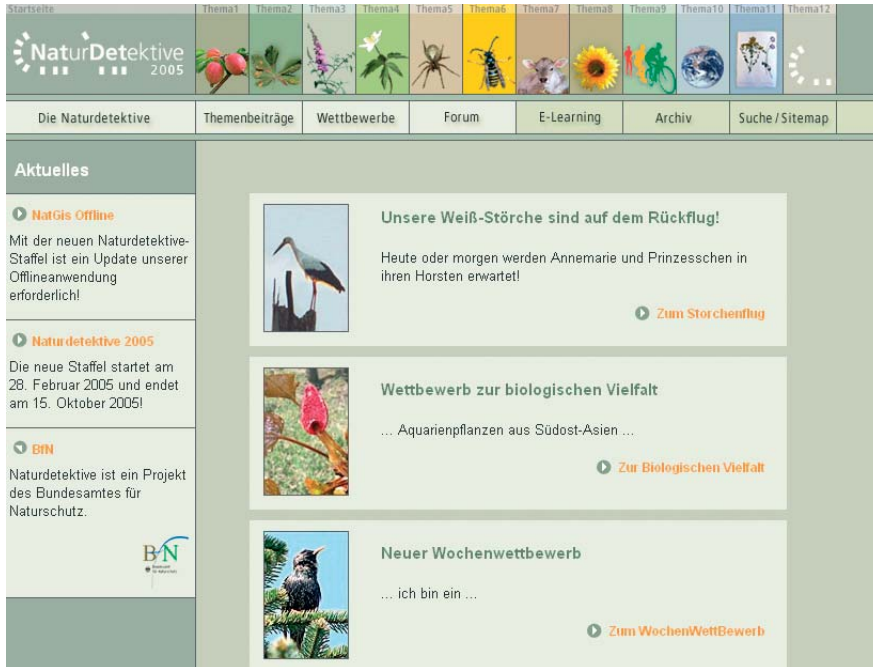 Startseite
Thema1 Thema2 Thema3 Thema4 Thema5 Thema6 Thema7 Thema8 Thema9 Thema10 Thema11 Thema12
NaturDetektive
2005
Die Naturdetektive Themenbeiträge Wettbewerbe Forum E-Learning Archiv Suche / Sitemap
Aktuelles
NatGis Offline
Mit der neuen Naturdetektive-
Staffel ist ein Update unserer
Offlineanwendung
erforderlich!
Naturdetektive 2005
Die neue Staffel startet am
28. Februar 2005 und endet
am 15. Oktober 2005!
BfN
Naturdetektive ist ein Projekt
des Bundesamtes für
Naturschutz.
BfN
Unsere Weiß-Störche sind auf dem Rückflug!
Heute oder morgen werden Annemarie und Prinzesschen in
ihren Horsten erwartet!
Zum Storchenflug
Wettbewerb zur biologischen Vielfalt
... Aquarienpflanzen aus Südost-Asien ...
Zur Biologischen Vielfalt
Neuer Wochenwettbewerb
... ich bin ein ...
Zum WochenWettBewerb